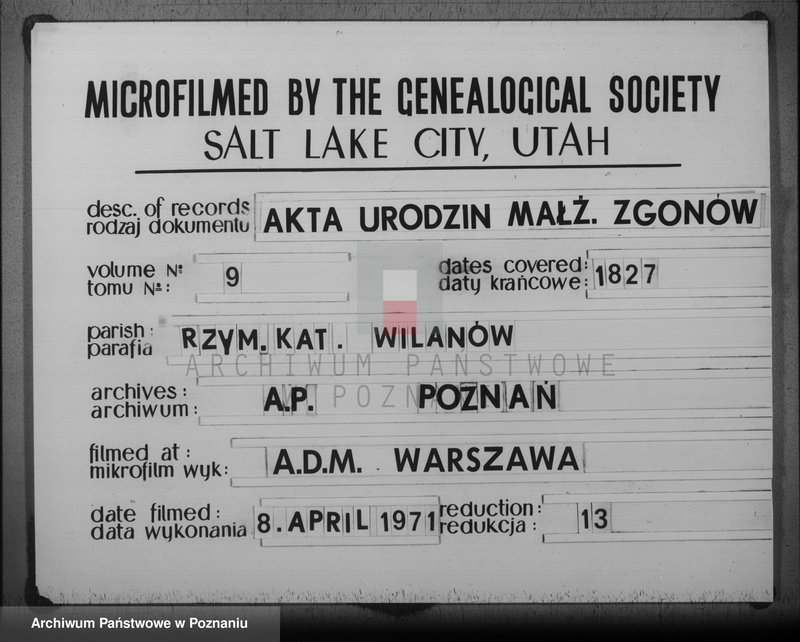 MICROFILMED BY THE GENEALOGICAL SOCIETY
SALT LAKE CITY, UTAH
desc. of records
rodzaj dokumentu
AKTA URODZIN MAŁŻ. ZGONÓW
volume №
tomu №:
9
dates covered:
daty krańcowe:
1827
parish:
parafia
RZYM. KAT. WILANÓW
ARCHIWUM PAŃSTWOWE
W POZNANIU
archives:
archiwum:
A.P. POZNAŃ
filmed at:
mikrofilm wyk:
A.D.M. WARSZAWA
date filmed:
data wykonania
8. APRIL 1971
reduction:
redukcja:
13
Archiwum Państwowe w Poznaniu